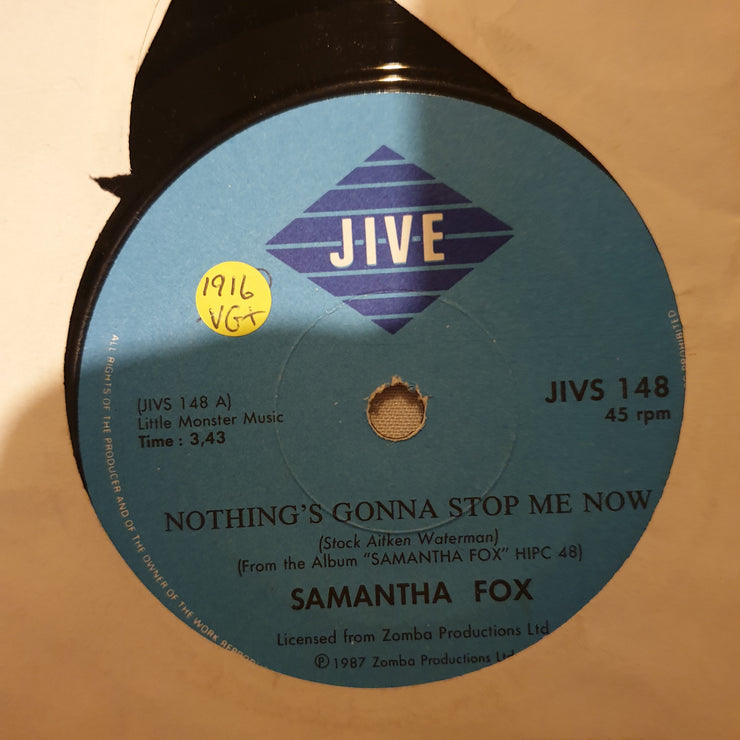 JIVE
1916
VG+
(JIVS 148 A)
Little Monster Music
Time : 3,43
JIVS 148
45 rpm
NOTHING'S GONNA STOP ME NOW
(Stock Aitken Waterman)
(From the Album "SAMANTHA FOX" HIPC 48)
SAMANTHA FOX
Licensed from Zomba Productions Ltd
℗ 1987 Zomba Productions Ltd
ALL RIGHTS OF THE PRODUCER AND OF THE OWNER OF THE WORK
PROHIBITED